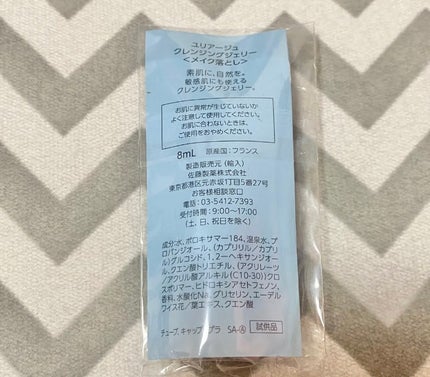 ユリアージュ
クレンジングジェリー
＜メイク落とし＞
素肌に、自然を。
敏感肌にも使える
クレンジングジェリー。
お肌に異常が生じていないか
よく注意して使用してください。
お肌に合わないときは、
ご使用をおやめください。
8mL 原産国：フランス
製造販売元（輸入）
佐藤製薬株式会社
東京都港区元赤坂1丁目5番27号
お客様相談窓口
電話：03-5412-7393
受付時間：9:00〜17:00
（土、日、祝日を除く）
成分:水、ポロキサマー184、温泉水、プ
ロパンジオール、（カプリリル/カプリ
ル）グルコシド、1,2-ヘキサンジオー
ル、クエン酸トリエチル、（アクリレーツ/
アクリル酸アルキル（C10-30））クロ
スポリマー、ヒドロキシアセトフェノン、
香料、水酸化Na、グリセリン、エーデル
ワイス花/葉エキス、クエン酸
チューブ、キャップ:プラ SA-Ⓐ 試供品